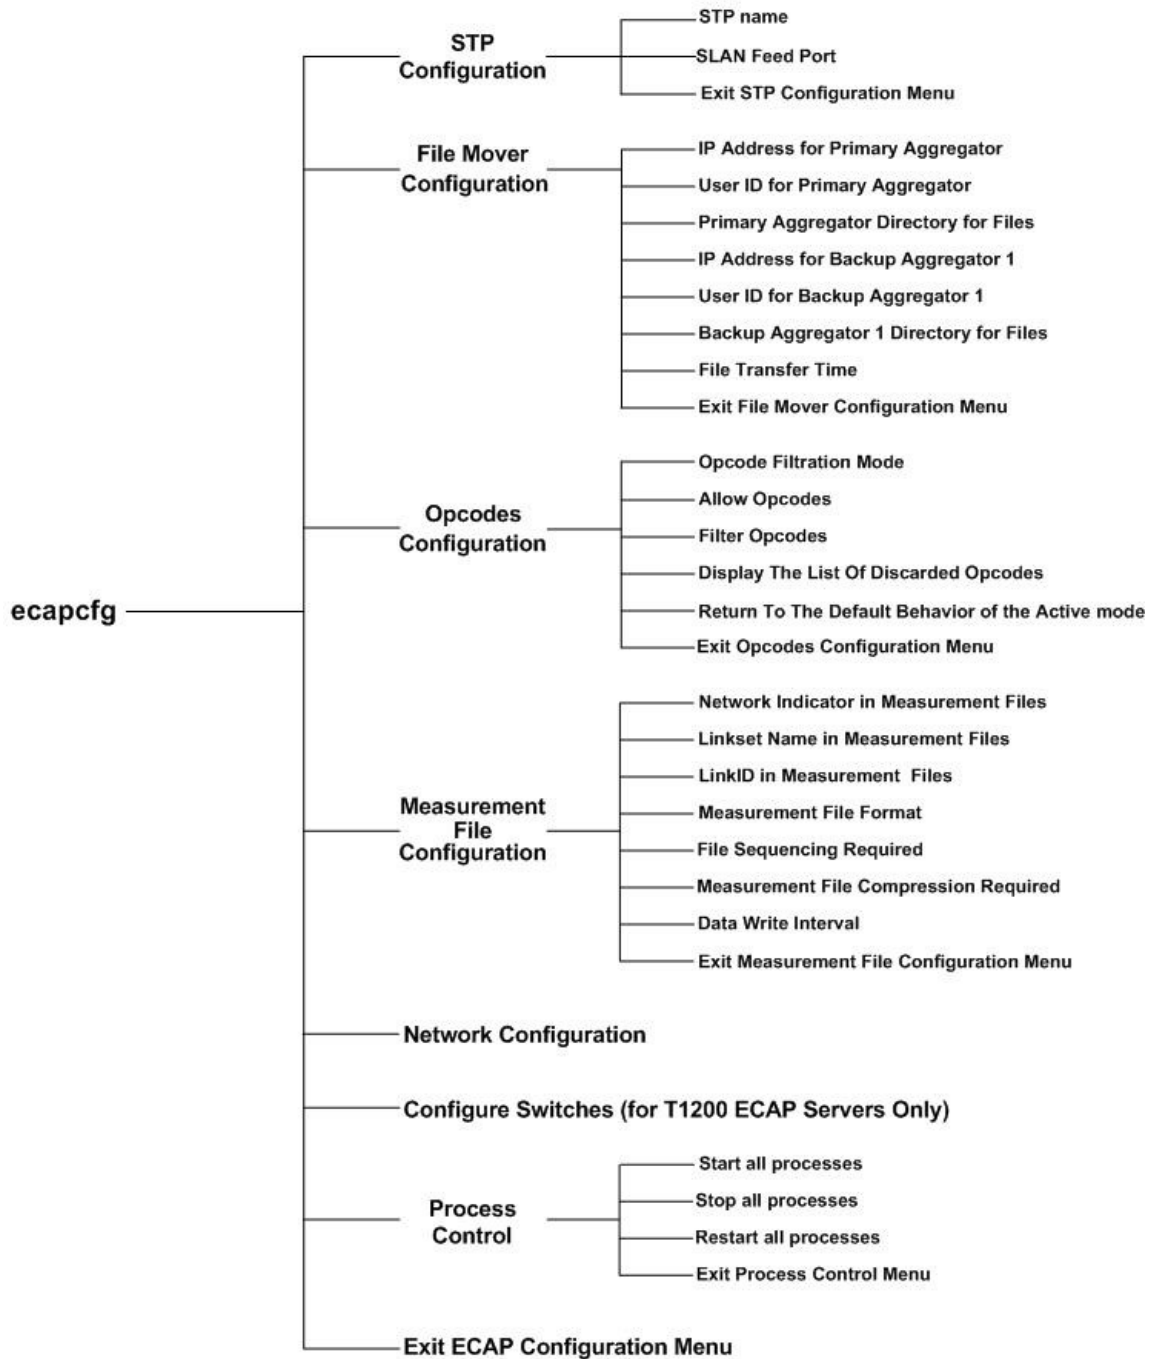 STP name
STP
Configuration
SLAN Feed Port
Exit STP Configuration Menu
File Mover
Configuration
IP Address for Primary Aggregator
User ID for Primary Aggregator
Primary Aggregator Directory for Files
IP Address for Backup Aggregator 1
User ID for Backup Aggregator 1
Backup Aggregator 1 Directory for Files
File Transfer Time
Exit File Mover Configuration Menu
Opcodes
Configuration
Opcode Filtration Mode
Allow Opcodes
Filter Opcodes
Display The List Of Discarded Opcodes
Return To The Default Behavior of the Active mode
Exit Opcodes Configuration Menu
ecapcfg
Measurement
File
Configuration
Network Indicator in Measurement Files
Linkset Name in Measurement Files
LinkID in Measurement Files
Measurement File Format
File Sequencing Required
Measurement File Compression Required
Data Write Interval
Exit Measurement File Configuration Menu
Network Configuration
Configure Switches (for T1200 ECAP Servers Only)
Process
Control
Start all processes
Stop all processes
Restart all processes
Exit Process Control Menu
Exit ECAP Configuration Menu